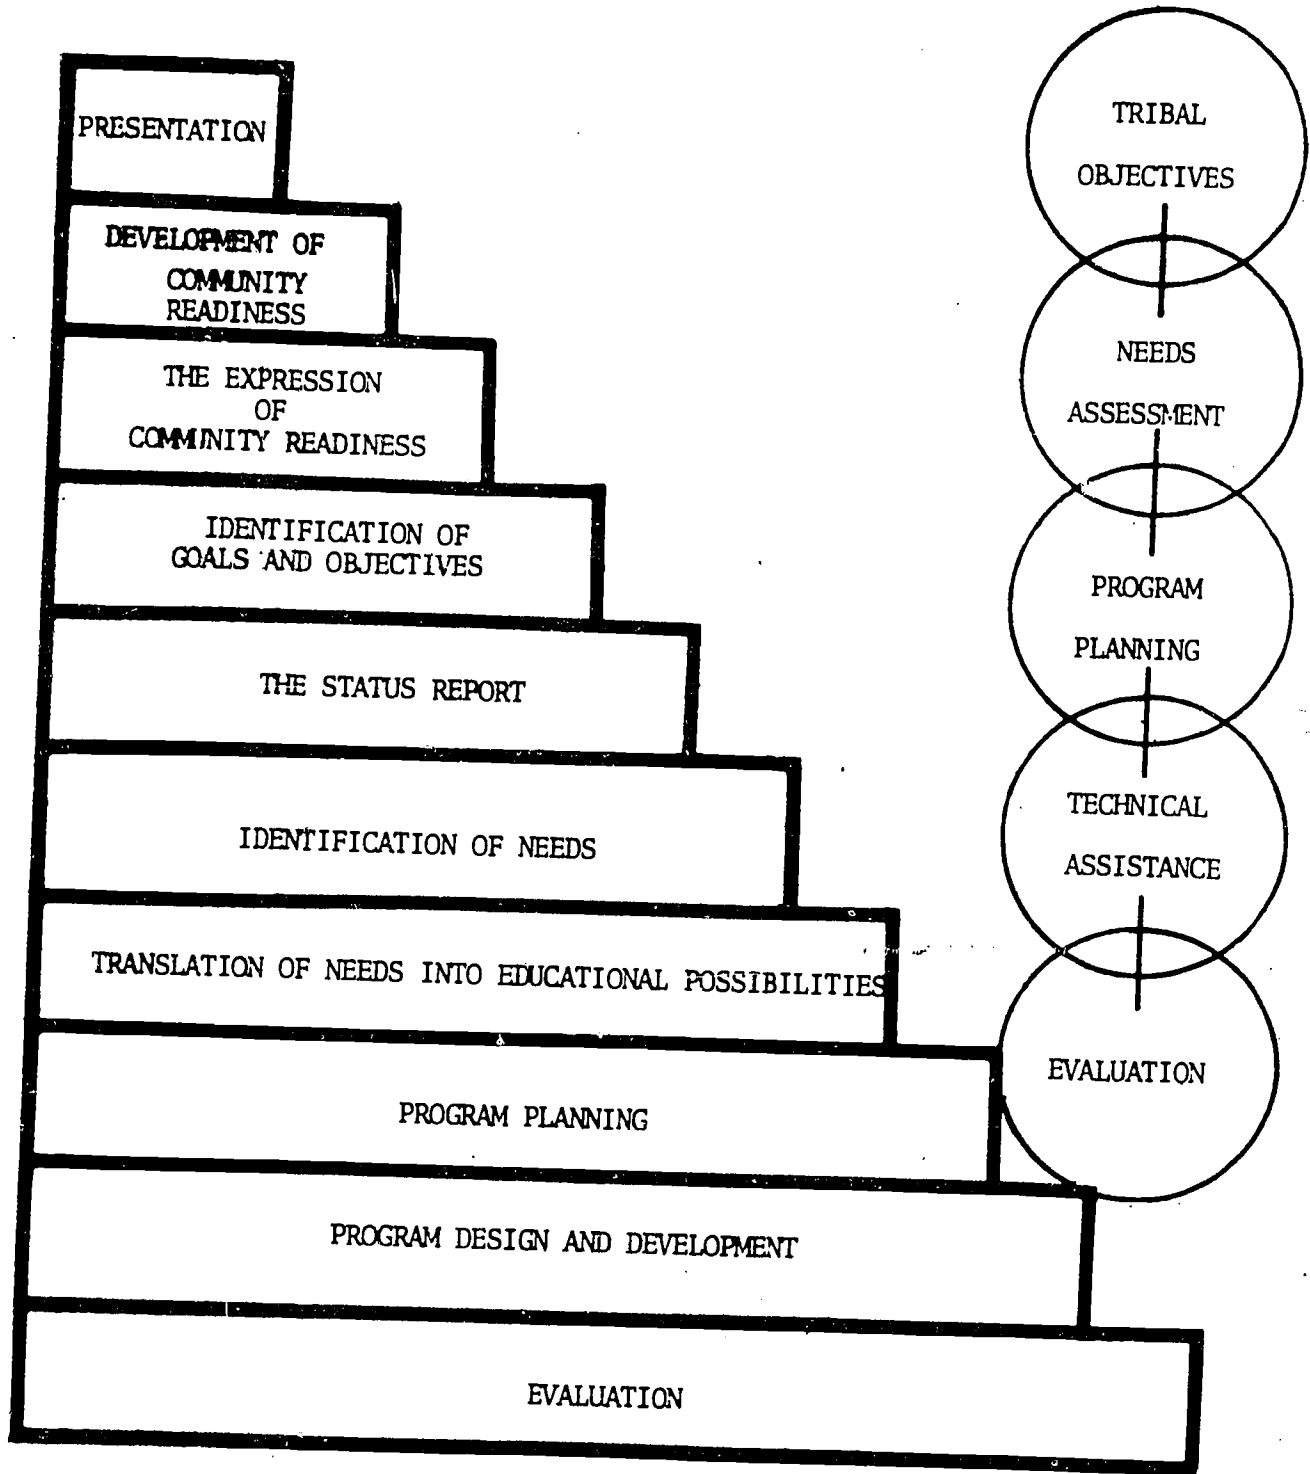 PRESENTATION
DEVELOPMENT OF
COMMUNITY
READINESS
THE EXPRESSION
OF
COMMUNITY READINESS
IDENTIFICATION OF
GOALS AND OBJECTIVES
THE STATUS REPORT
IDENTIFICATION OF NEEDS
TRANSLATION OF NEEDS INTO EDUCATIONAL POSSIBILITIES
PROGRAM PLANNING
PROGRAM DESIGN AND DEVELOPMENT
EVALUATION
TRIBAL
OBJECTIVES
NEEDS
ASSESSMENT
PROGRAM
PLANNING
TECHNICAL
ASSISTANCE
EVALUATION